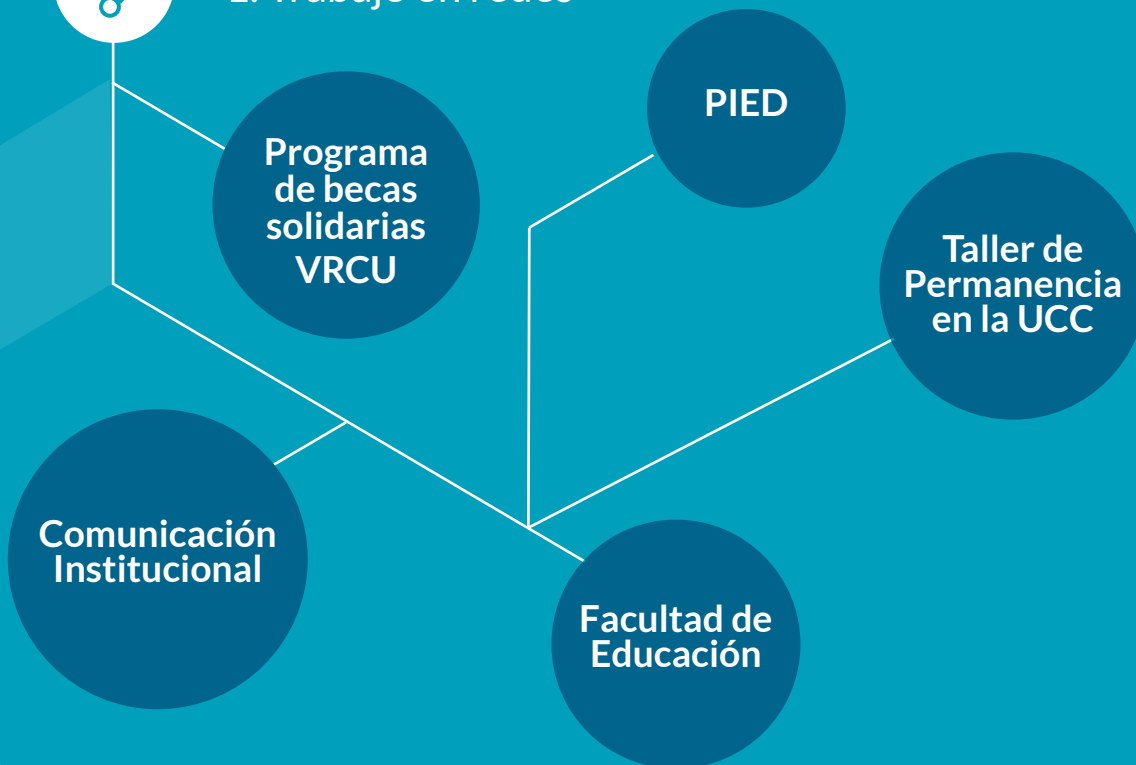 Programa
de becas
solidarias
VRCU
PIED
Taller de
Permanencia
en la UCC
Comunicación
Institucional
Facultad de
Educación